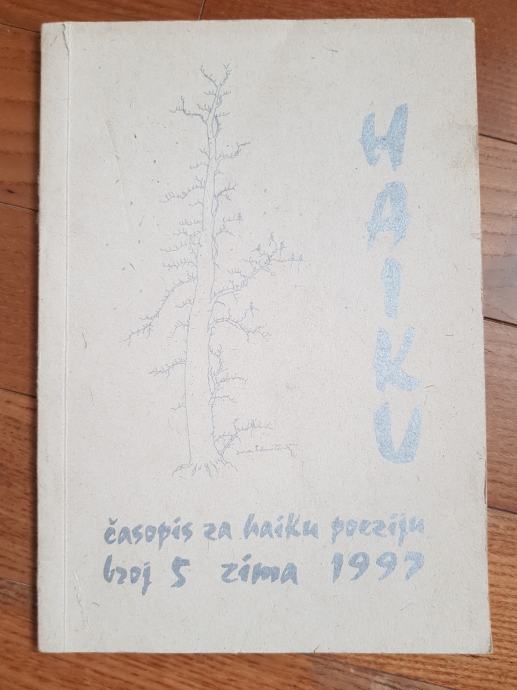 HAIKU
časopis za haiku poeziju
broj 5 zima 1997